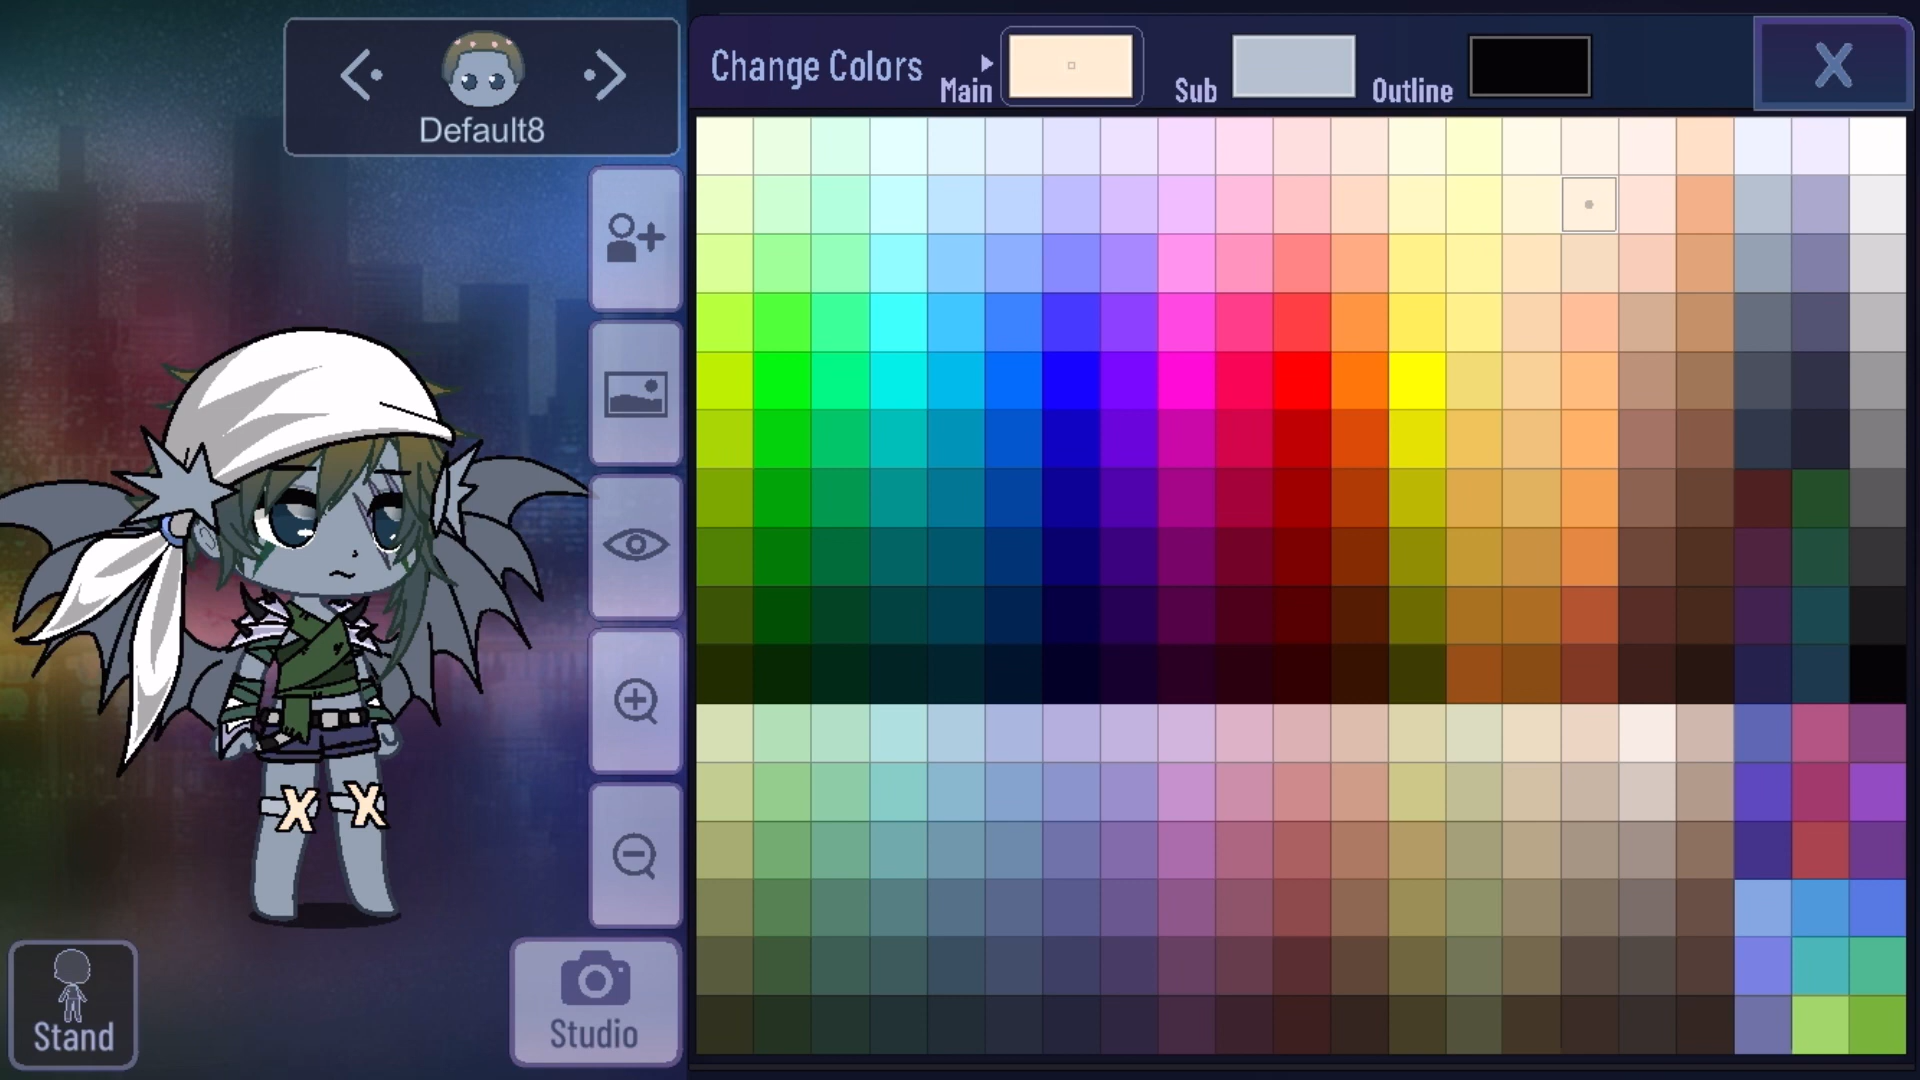 Default8
Change Colors
Main
Sub
Outline
X
Stand
Studio